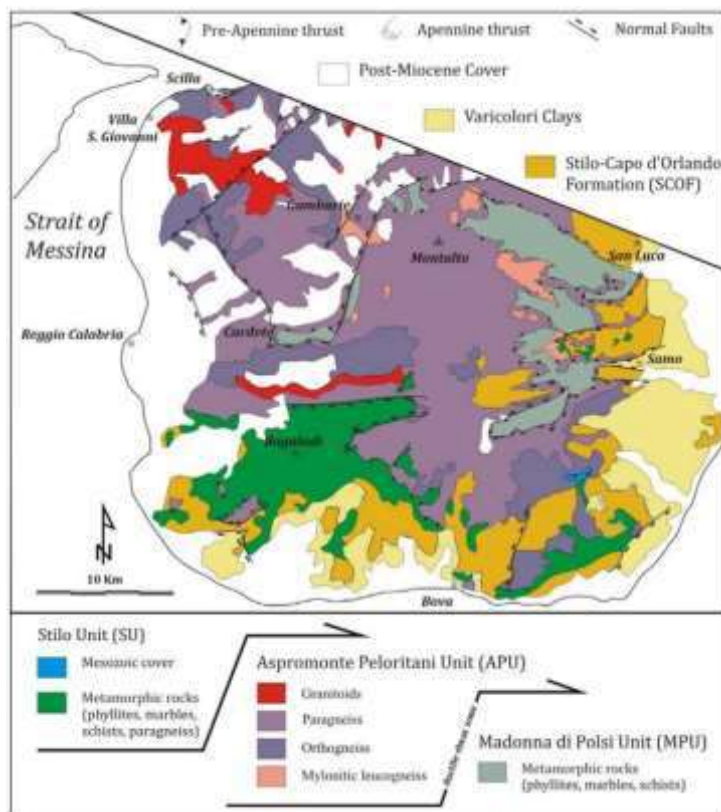 Pre-Apennine thrust
Apennine thrust
Normal Faults
Post-Miocene Cover
Varicolori Clays
Stilo-Capo d'Orlando
Formation (SCOF)
Scilla
Villa
S. Giovanni
Strait of
Messina
Gambarie
Montalto
San Luca
Reggio Calabria
Cardeto
Samo
Bagaladi
N
10 Km
Bova
Stilo Unit (SU)
Mesozoic cover
Metamorphic rocks
(phyllites, marbles,
schists, paragneiss)
Aspromonte Peloritani Unit (APU)
Granitoids
Paragneiss
Orthogneiss
Mylonitic leucogneiss
Ductile shear zone
Madonna di Polsi Unit (MPU)
Metamorphic rocks
(phyllites, marbles, schists)